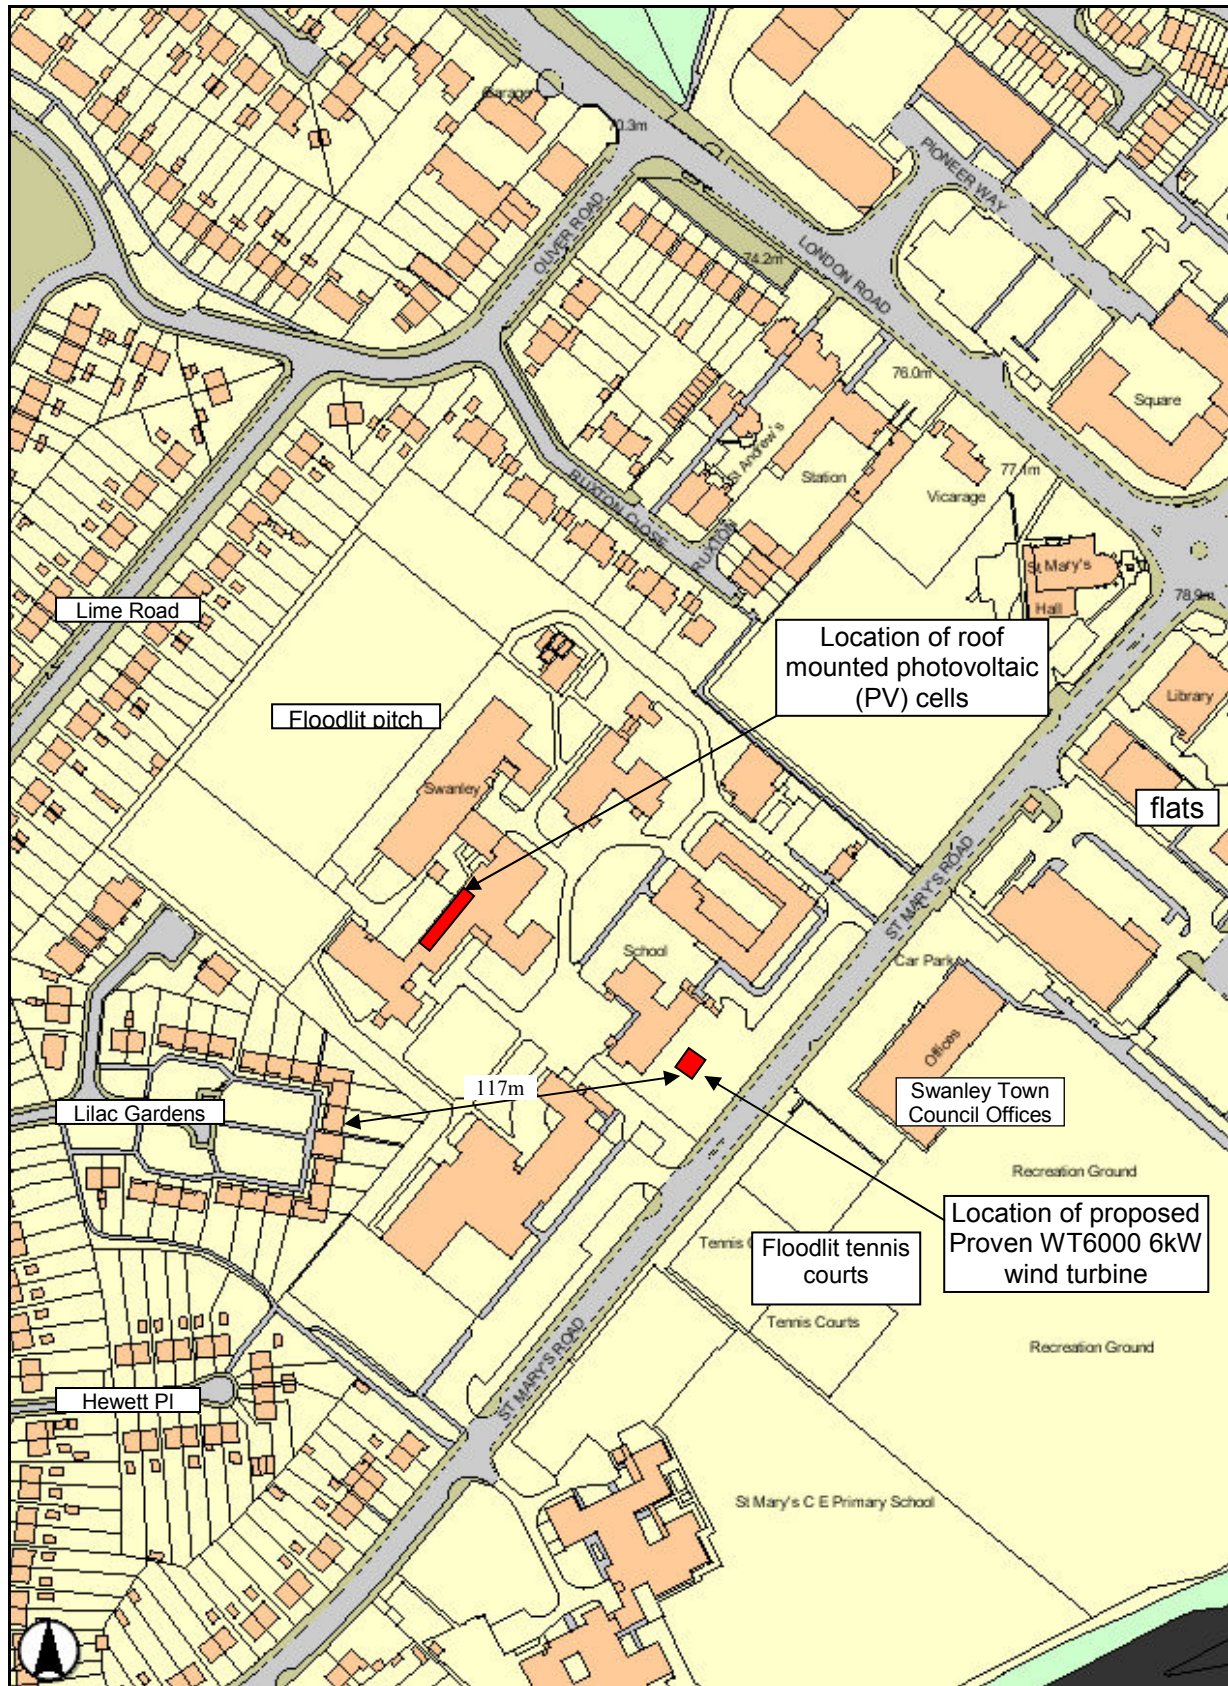 Garage
70.3m
PIONEER WAY
OLIVER ROAD
LONDON ROAD
74.2m
76.0m
Square
St Andrew's
Station
77.1m
Vicarage
RUXTON CLOSE
RUXTON
St Mary's
Hall
78.9m
Lime Road
Location of roof
mounted photovoltaic
(PV) cells
Library
Floodlit pitch
Swanley
flats
ST MARY'S ROAD
School
Car Park
Offices
117m
Lilac Gardens
Swanley Town
Council Offices
Recreation Ground
Location of proposed
Proven WT6000 6kW
wind turbine
Floodlit tennis
courts
Tennis
Tennis Courts
Recreation Ground
ST MARY'S ROAD
Hewett Pl
St Mary's C E Primary School